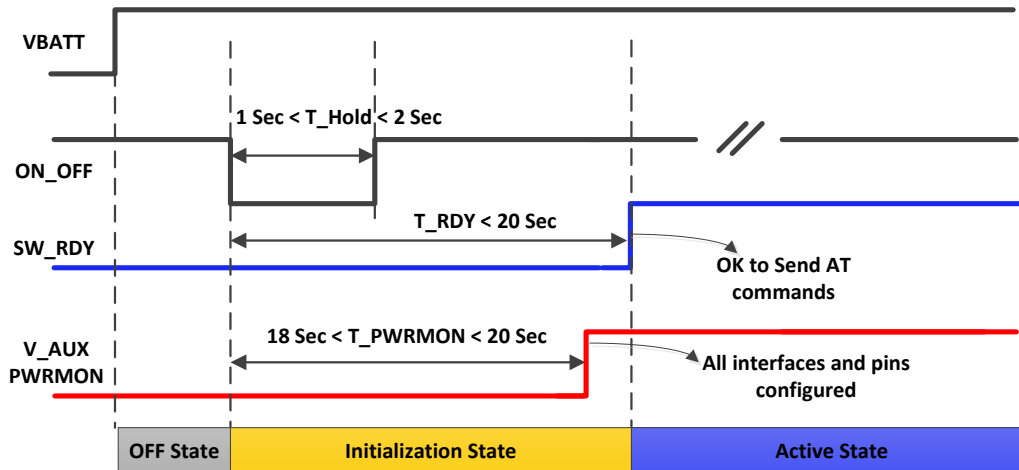 VBATT
1 Sec < T_Hold < 2 Sec
ON_OFF
T_RDY < 20 Sec
SW_RDY
OK to Send AT
commands
18 Sec < T_PWRMON < 20 Sec
V_AUX
PWRMON
All interfaces and pins
configured
OFF State
Initialization State
Active State